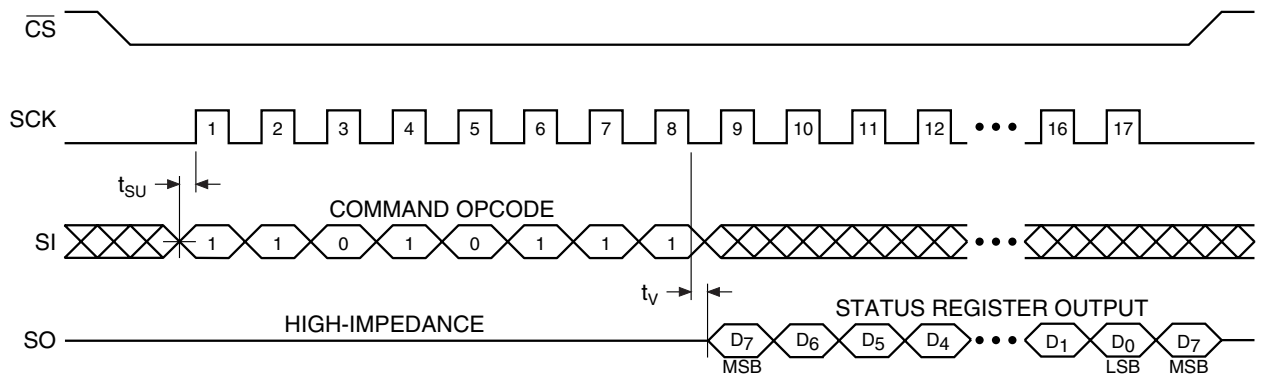 CS
SCK 1 2 3 4 5 6 7 8 9 10 11 12 ••• 16 17
tSU
COMMAND OPCODE
SI 1 1 0 1 0 1 1 1 •••
tV
HIGH-IMPEDANCE STATUS REGISTER OUTPUT
SO D7 D6 D5 D4 ••• D1 D0 D7
MSB LSB MSB